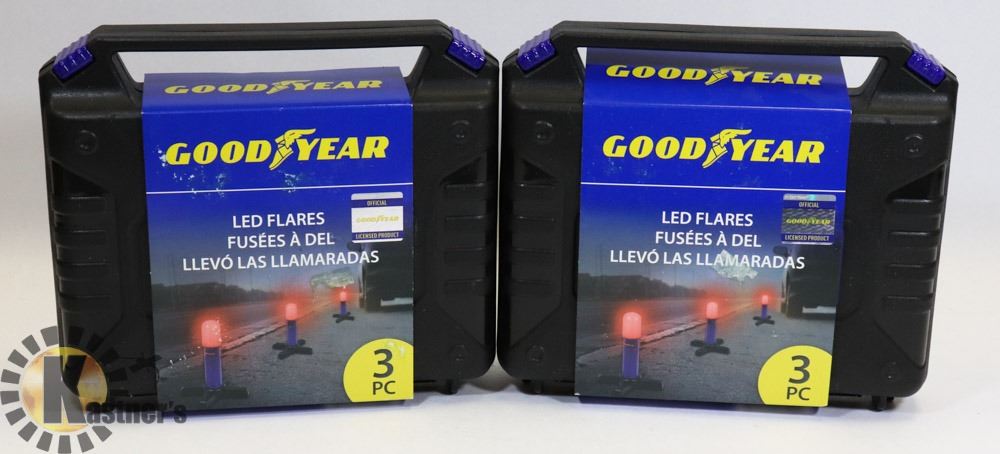 GOODYEAR
GOODYEAR
OFFICIAL
GOODYEAR
LICENSED PRODUCT
LED FLARES
FUSÉES À DEL
LLEVÓ LAS LLAMARADAS
3
PC
GOODYEAR
GOODYEAR
OFFICIAL
GOODYEAR
LICENSED PRODUCT
LED FLARES
FUSÉES À DEL
LLEVÓ LAS LLAMARADAS
3
PC
Kastner's